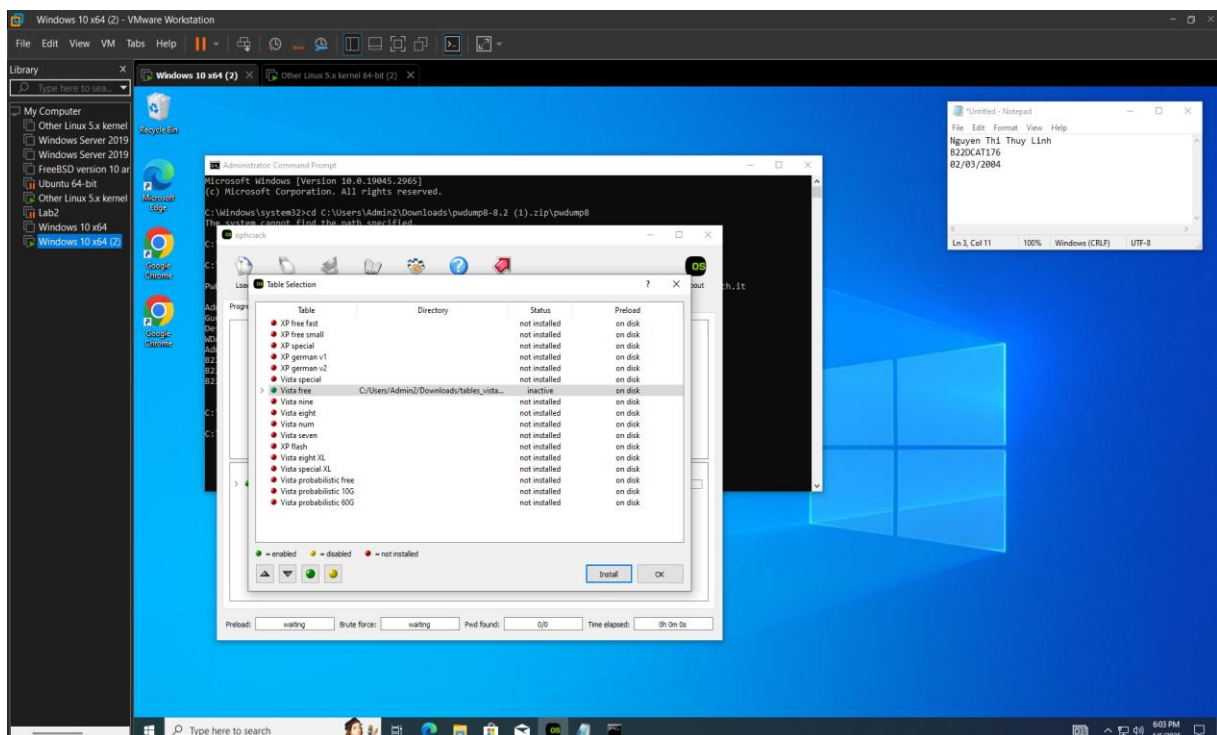 Windows 10 x64 (2) - VMware Workstation
File Edit View VM Tabs Help
Library X
Type here to sea...
My Computer
Other Linux 5.x kernel
Windows Server 2019
Windows Server 2019
FreeBSD version 10 ar
Ubuntu 64-bit
Other Linux 5.x kernel
Lab2
Windows 10 x64
Windows 10 x64 (2)
Windows 10 x64 (2) Other Linux 5.x kernel 64-bit (2)
Recycle Bin
Microsoft Edge
Google Chrome
Google Chrome
Administrator: Command Prompt
Microsoft Windows [Version 10.0.19045.2965]
(c) Microsoft Corporation. All rights reserved.
C:\Windows\system32>cd C:\Users\Admin2\Downloads\pwdump8-8.2 (1).zip\pwdump8
The system cannot find the path specified.
ophcrack
Table Selection ? X
Table Directory Status Preload
XP free fast not installed on disk
XP free small not installed on disk
XP special not installed on disk
XP german v1 not installed on disk
XP german v2 not installed on disk
Vista special not installed on disk
Vista free C:/Users/Admin2/Downloads/tables_vista... inactive on disk
Vista nine not installed on disk
Vista eight not installed on disk
Vista num not installed on disk
Vista seven not installed on disk
XP flash not installed on disk
Vista eight XL not installed on disk
Vista special XL not installed on disk
Vista probabilistic free not installed on disk
Vista probabilistic 10G not installed on disk
Vista probabilistic 60G not installed on disk
= enabled = disabled = not installed
Install OK
Preload: waiting Brute force: waiting Pwd found: 0/0 Time elapsed: 0h 0m 0s
*Untitled - Notepad
File Edit Format View Help
Nguyen Thi Thuy Linh
B22DCAT176
02/03/2004
Ln 3, Col 11 100% Windows (CRLF) UTF-8
Type here to search
6:03 PM